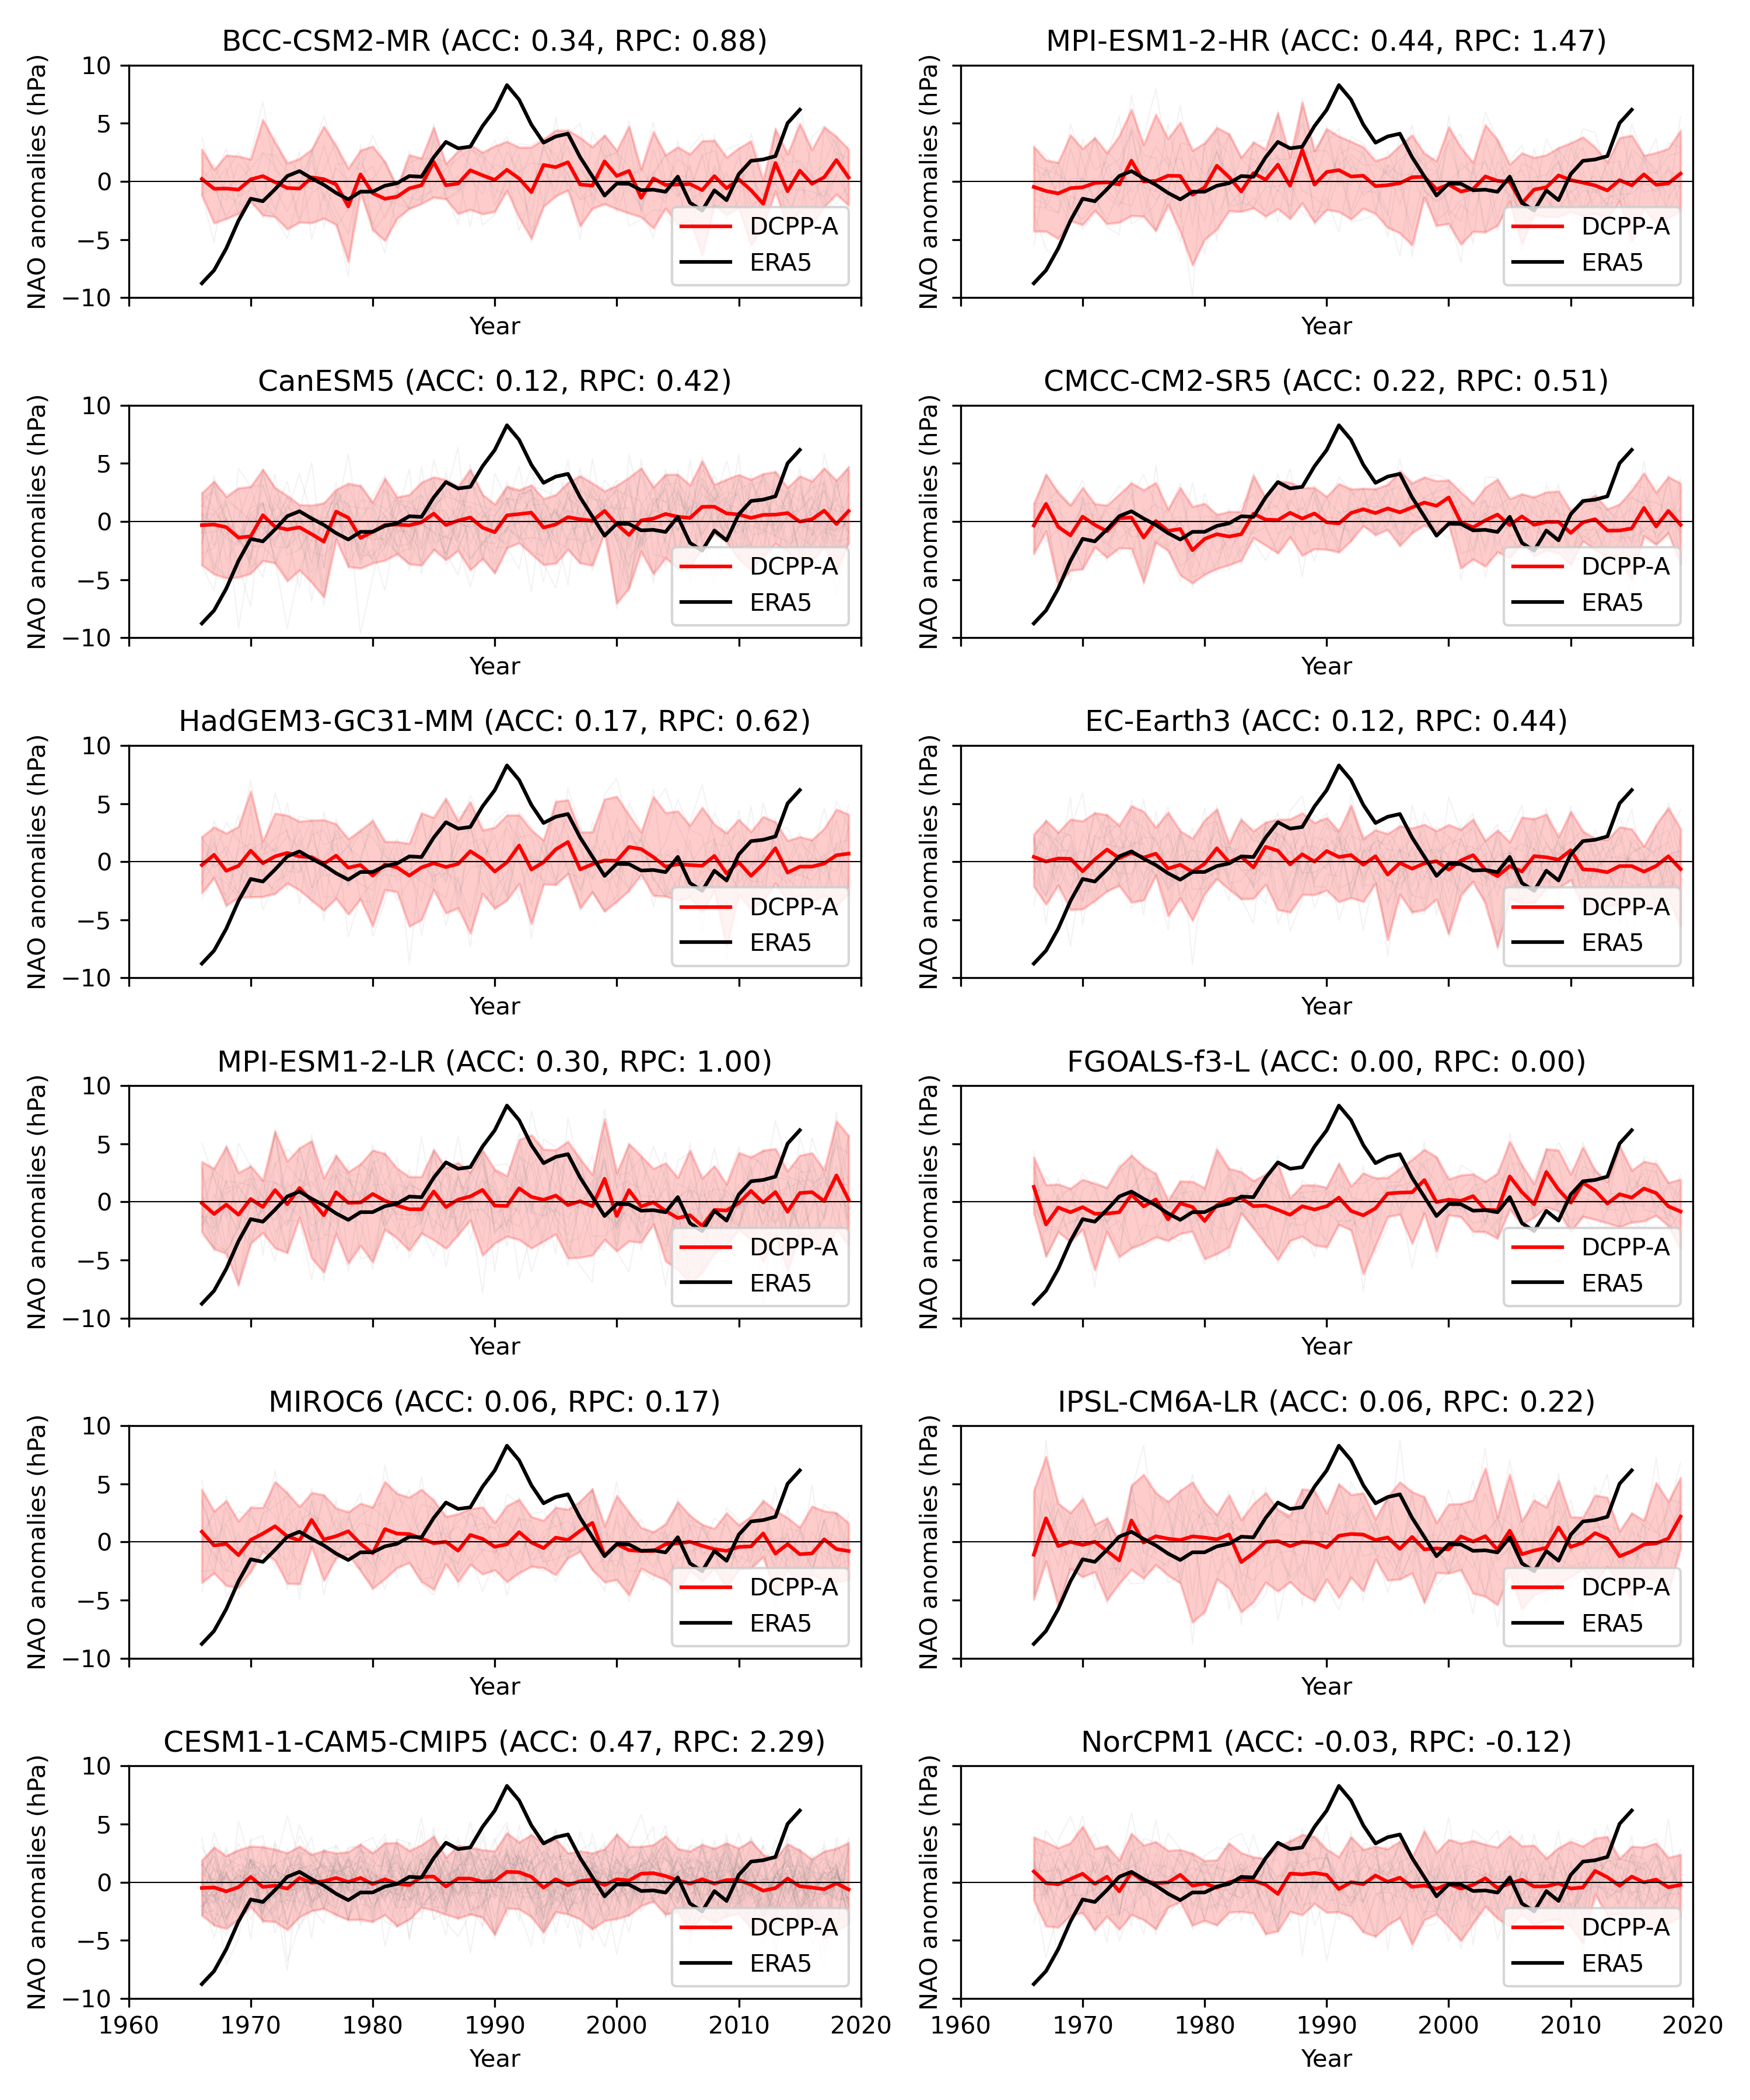 BCC-CSM2-MR (ACC: 0.34, RPC: 0.88)
NAO anomalies (hPa)
10
5
0
−5
−10
DCPP-A
ERA5
Year
MPI-ESM1-2-HR (ACC: 0.44, RPC: 1.47)
NAO anomalies (hPa)
DCPP-A
ERA5
Year
CanESM5 (ACC: 0.12, RPC: 0.42)
NAO anomalies (hPa)
10
5
0
−5
−10
DCPP-A
ERA5
Year
CMCC-CM2-SR5 (ACC: 0.22, RPC: 0.51)
NAO anomalies (hPa)
DCPP-A
ERA5
Year
HadGEM3-GC31-MM (ACC: 0.17, RPC: 0.62)
NAO anomalies (hPa)
10
5
0
−5
−10
DCPP-A
ERA5
Year
EC-Earth3 (ACC: 0.12, RPC: 0.44)
NAO anomalies (hPa)
DCPP-A
ERA5
Year
MPI-ESM1-2-LR (ACC: 0.30, RPC: 1.00)
NAO anomalies (hPa)
10
5
0
−5
−10
DCPP-A
ERA5
Year
FGOALS-f3-L (ACC: 0.00, RPC: 0.00)
NAO anomalies (hPa)
DCPP-A
ERA5
Year
MIROC6 (ACC: 0.06, RPC: 0.17)
NAO anomalies (hPa)
10
5
0
−5
−10
DCPP-A
ERA5
Year
IPSL-CM6A-LR (ACC: 0.06, RPC: 0.22)
NAO anomalies (hPa)
DCPP-A
ERA5
Year
CESM1-1-CAM5-CMIP5 (ACC: 0.47, RPC: 2.29)
NAO anomalies (hPa)
10
5
0
−5
−10
DCPP-A
ERA5
1960 1970 1980 1990 2000 2010 2020
Year
NorCPM1 (ACC: -0.03, RPC: -0.12)
NAO anomalies (hPa)
DCPP-A
ERA5
1960 1970 1980 1990 2000 2010 2020
Year